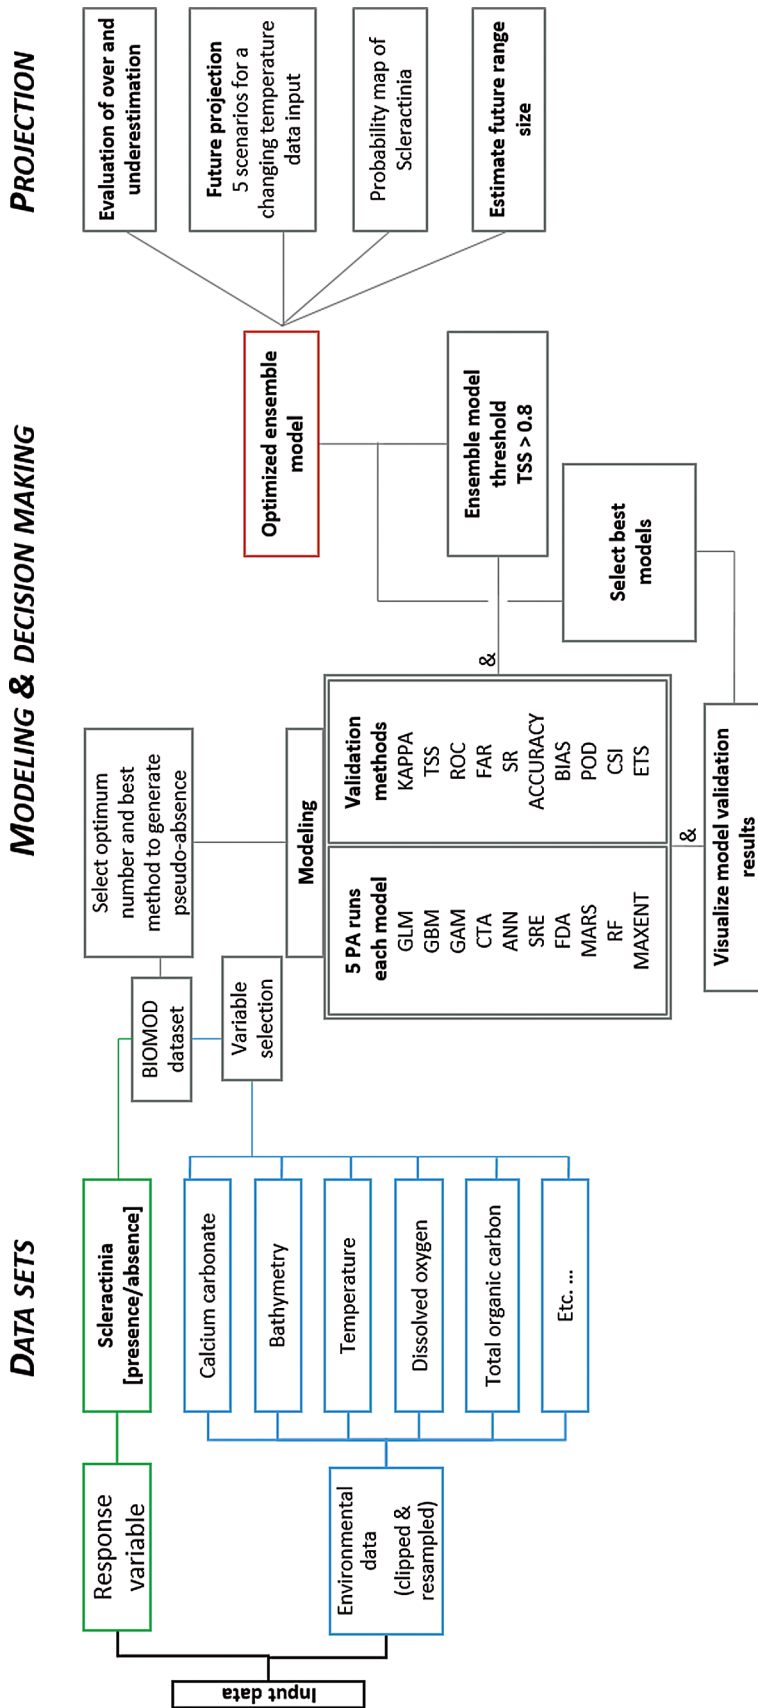 DATA SETS
MODELING & DECISION MAKING
PROJECTION
Input data
Response
variable
Environmental
data
(clipped &
resampled)
Scleractinia
[presence/absence]
Calcium carbonate
Bathymetry
Temperature
Dissolved oxygen
Total organic carbon
Etc. ...
BIOMOD
dataset
Variable
selection
Select optimum
number and best
method to generate
pseudo-absence
Modeling
5 PA runs
each model
GLM
GBM
GAM
CTA
ANN
SRE
FDA
MARS
RF
MAXENT
Validation
methods
KAPPA
TSS
ROC
FAR
SR
ACCURACY
BIAS
POD
CSI
ETS
&
&
Visualize model validation
results
Select best
models
Ensemble model
threshold
TSS > 0.8
Optimized ensemble
model
Evaluation of over and
underestimation
Future projection
5 scenarios for a
changing temperature
data input
Probability map of
Scleractinia
Estimate future range
size